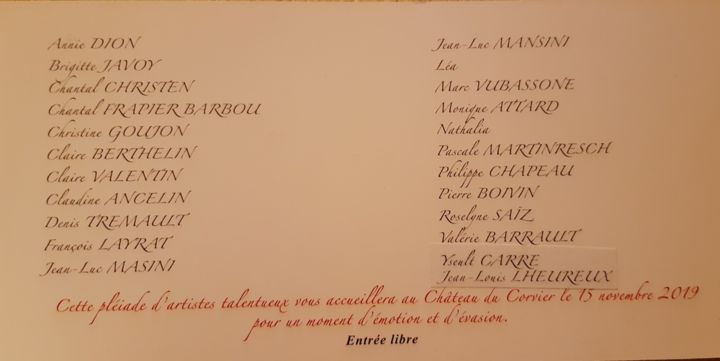 Annie DION
Brigitte JAVOY
Chantal CHRISTEN
Chantal FRAPIER BARBOU
Christine GOUJON
Claire BERTHELIN
Claire VALENTIN
Claudine ANCELIN
Denis TREMAULT
François LAYRAT
Jean-Luc MASINI
Jean-Luc MANSINI
Léa
Marc VUBASSONE
Monique ATTARD
Nathalia
Pascale MARTINRESCH
Philippe CHAPEAU
Pierre BOIVIN
Roselyne SAÏZ
Valérie BARRAULT
Yseult CARRE
Jean-Louis LHEUREUX
Cette pléiade d'artistes talentueux vous accueillera au Château du Corvier le 15 novembre 2019
pour un moment d'émotion et d'évasion.
Entrée libre